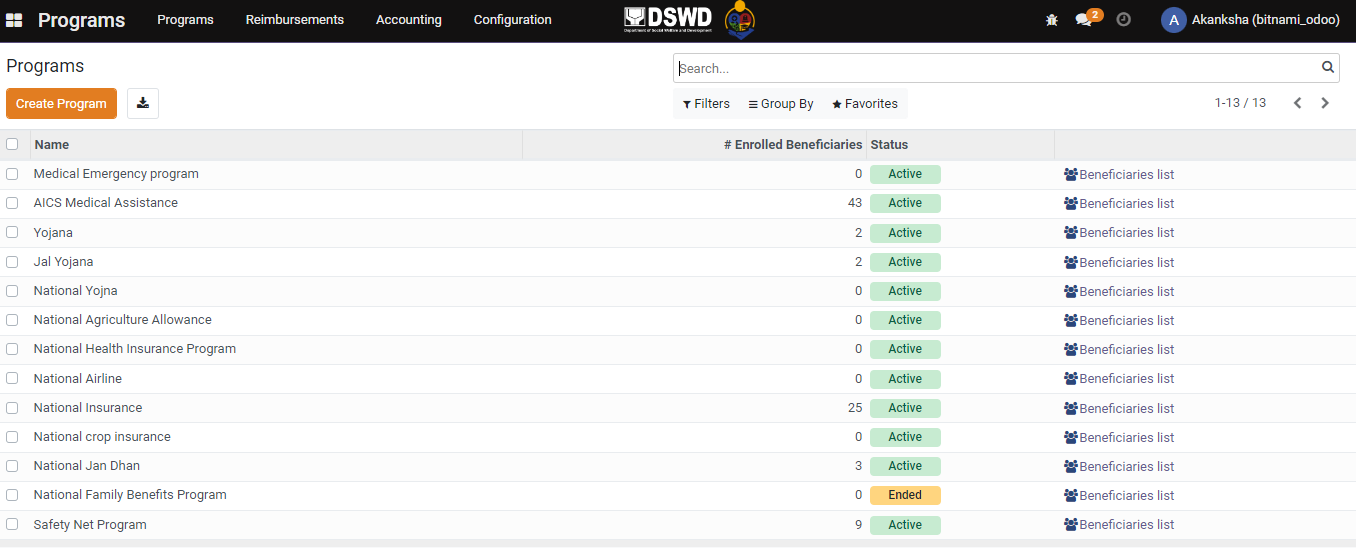 Programs Programs Reimbursements Accounting Configuration DSWD 2 A Akanksha (bitnami_odoo)
Department of Social Welfare and Development
Programs Search...
Create Program Filters Group By Favorites 1-13 / 13
Name # Enrolled Beneficiaries Status
Medical Emergency program 0 Active Beneficiaries list
AICS Medical Assistance 43 Active Beneficiaries list
Yojana 2 Active Beneficiaries list
Jal Yojana 2 Active Beneficiaries list
National Yojna 0 Active Beneficiaries list
National Agriculture Allowance 0 Active Beneficiaries list
National Health Insurance Program 0 Active Beneficiaries list
National Airline 0 Active Beneficiaries list
National Insurance 25 Active Beneficiaries list
National crop insurance 0 Active Beneficiaries list
National Jan Dhan 3 Active Beneficiaries list
National Family Benefits Program 0 Ended Beneficiaries list
Safety Net Program 9 Active Beneficiaries list